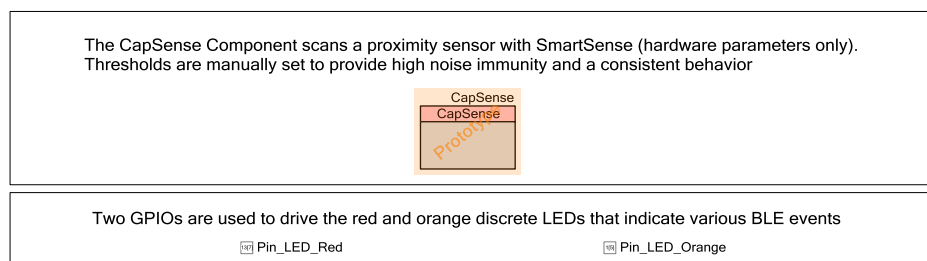 The CapSense Component scans a proximity sensor with SmartSense (hardware parameters only).
Thresholds are manually set to provide high noise immunity and a consistent behavior
CapSense
CapSense
Prototype
Two GPIOs are used to drive the red and orange discrete LEDs that indicate various BLE events
Pin_LED_Red
Pin_LED_Orange